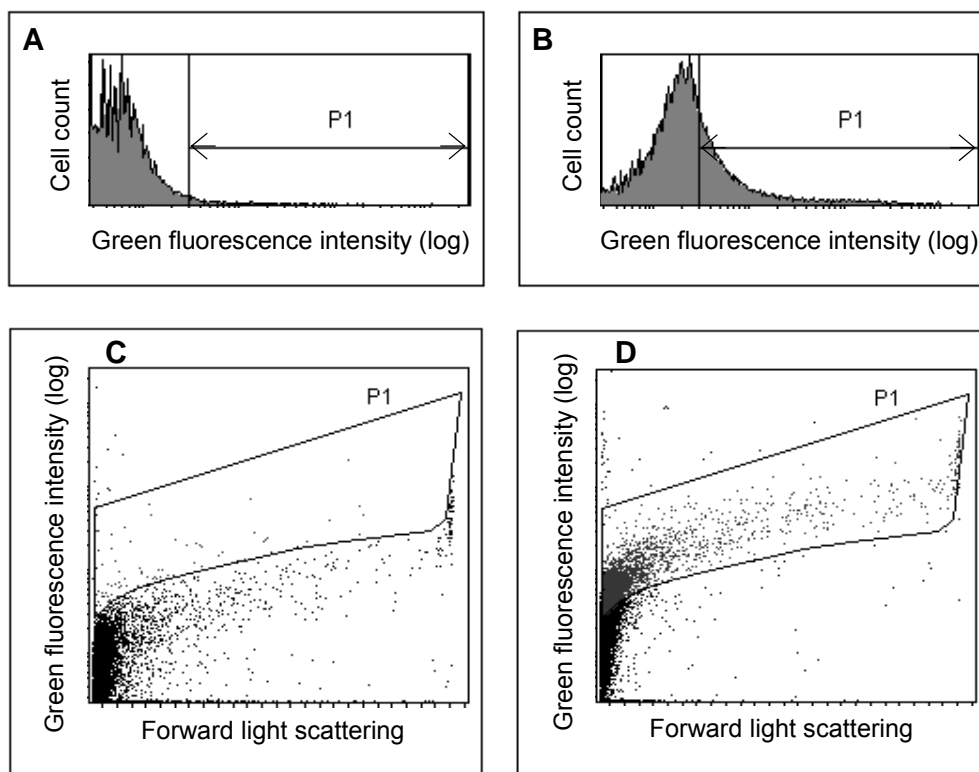 A
Cell count
P1
Green fluorescence intensity (log)
B
Cell count
P1
Green fluorescence intensity (log)
C
Green fluorescence intensity (log)
P1
Forward light scattering
D
Green fluorescence intensity (log)
P1
Forward light scattering